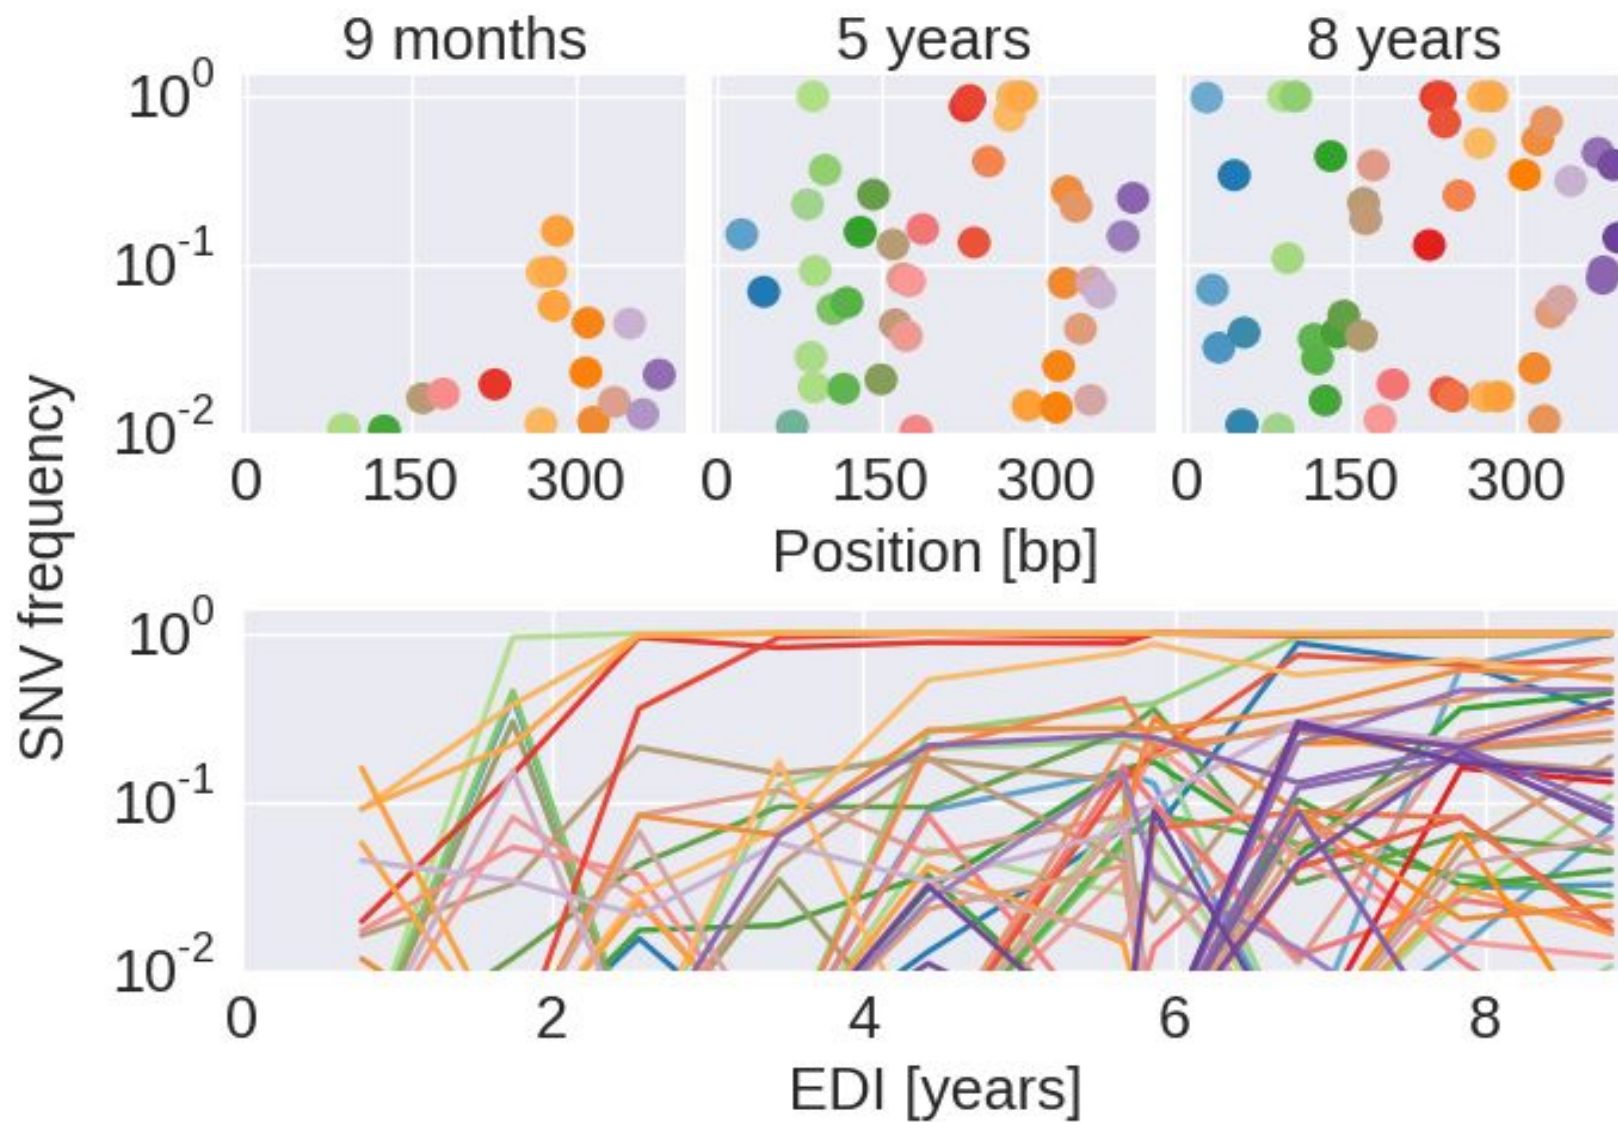 9 months 5 years 8 years
10^0
10^-1
10^-2
0 150 300 0 150 300 0 150 300
Position [bp]
SNV frequency
10^0
10^-1
10^-2
0 2 4 6 8
EDI [years]